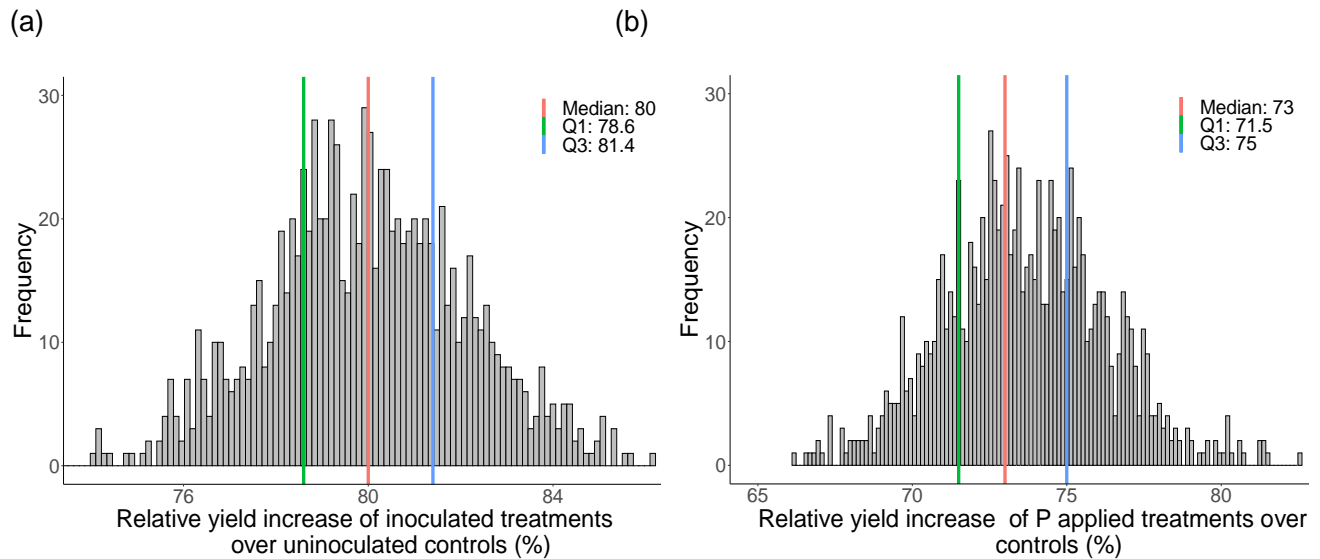 (a)
(b)
30
20
10
0
Frequency
Median: 80
Q1: 78.6
Q3: 81.4
76 80 84
Relative yield increase of inoculated treatments
over uninoculated controls (%)
30
20
10
0
Frequency
Median: 73
Q1: 71.5
Q3: 75
65 70 75 80
Relative yield increase of P applied treatments over
controls (%)